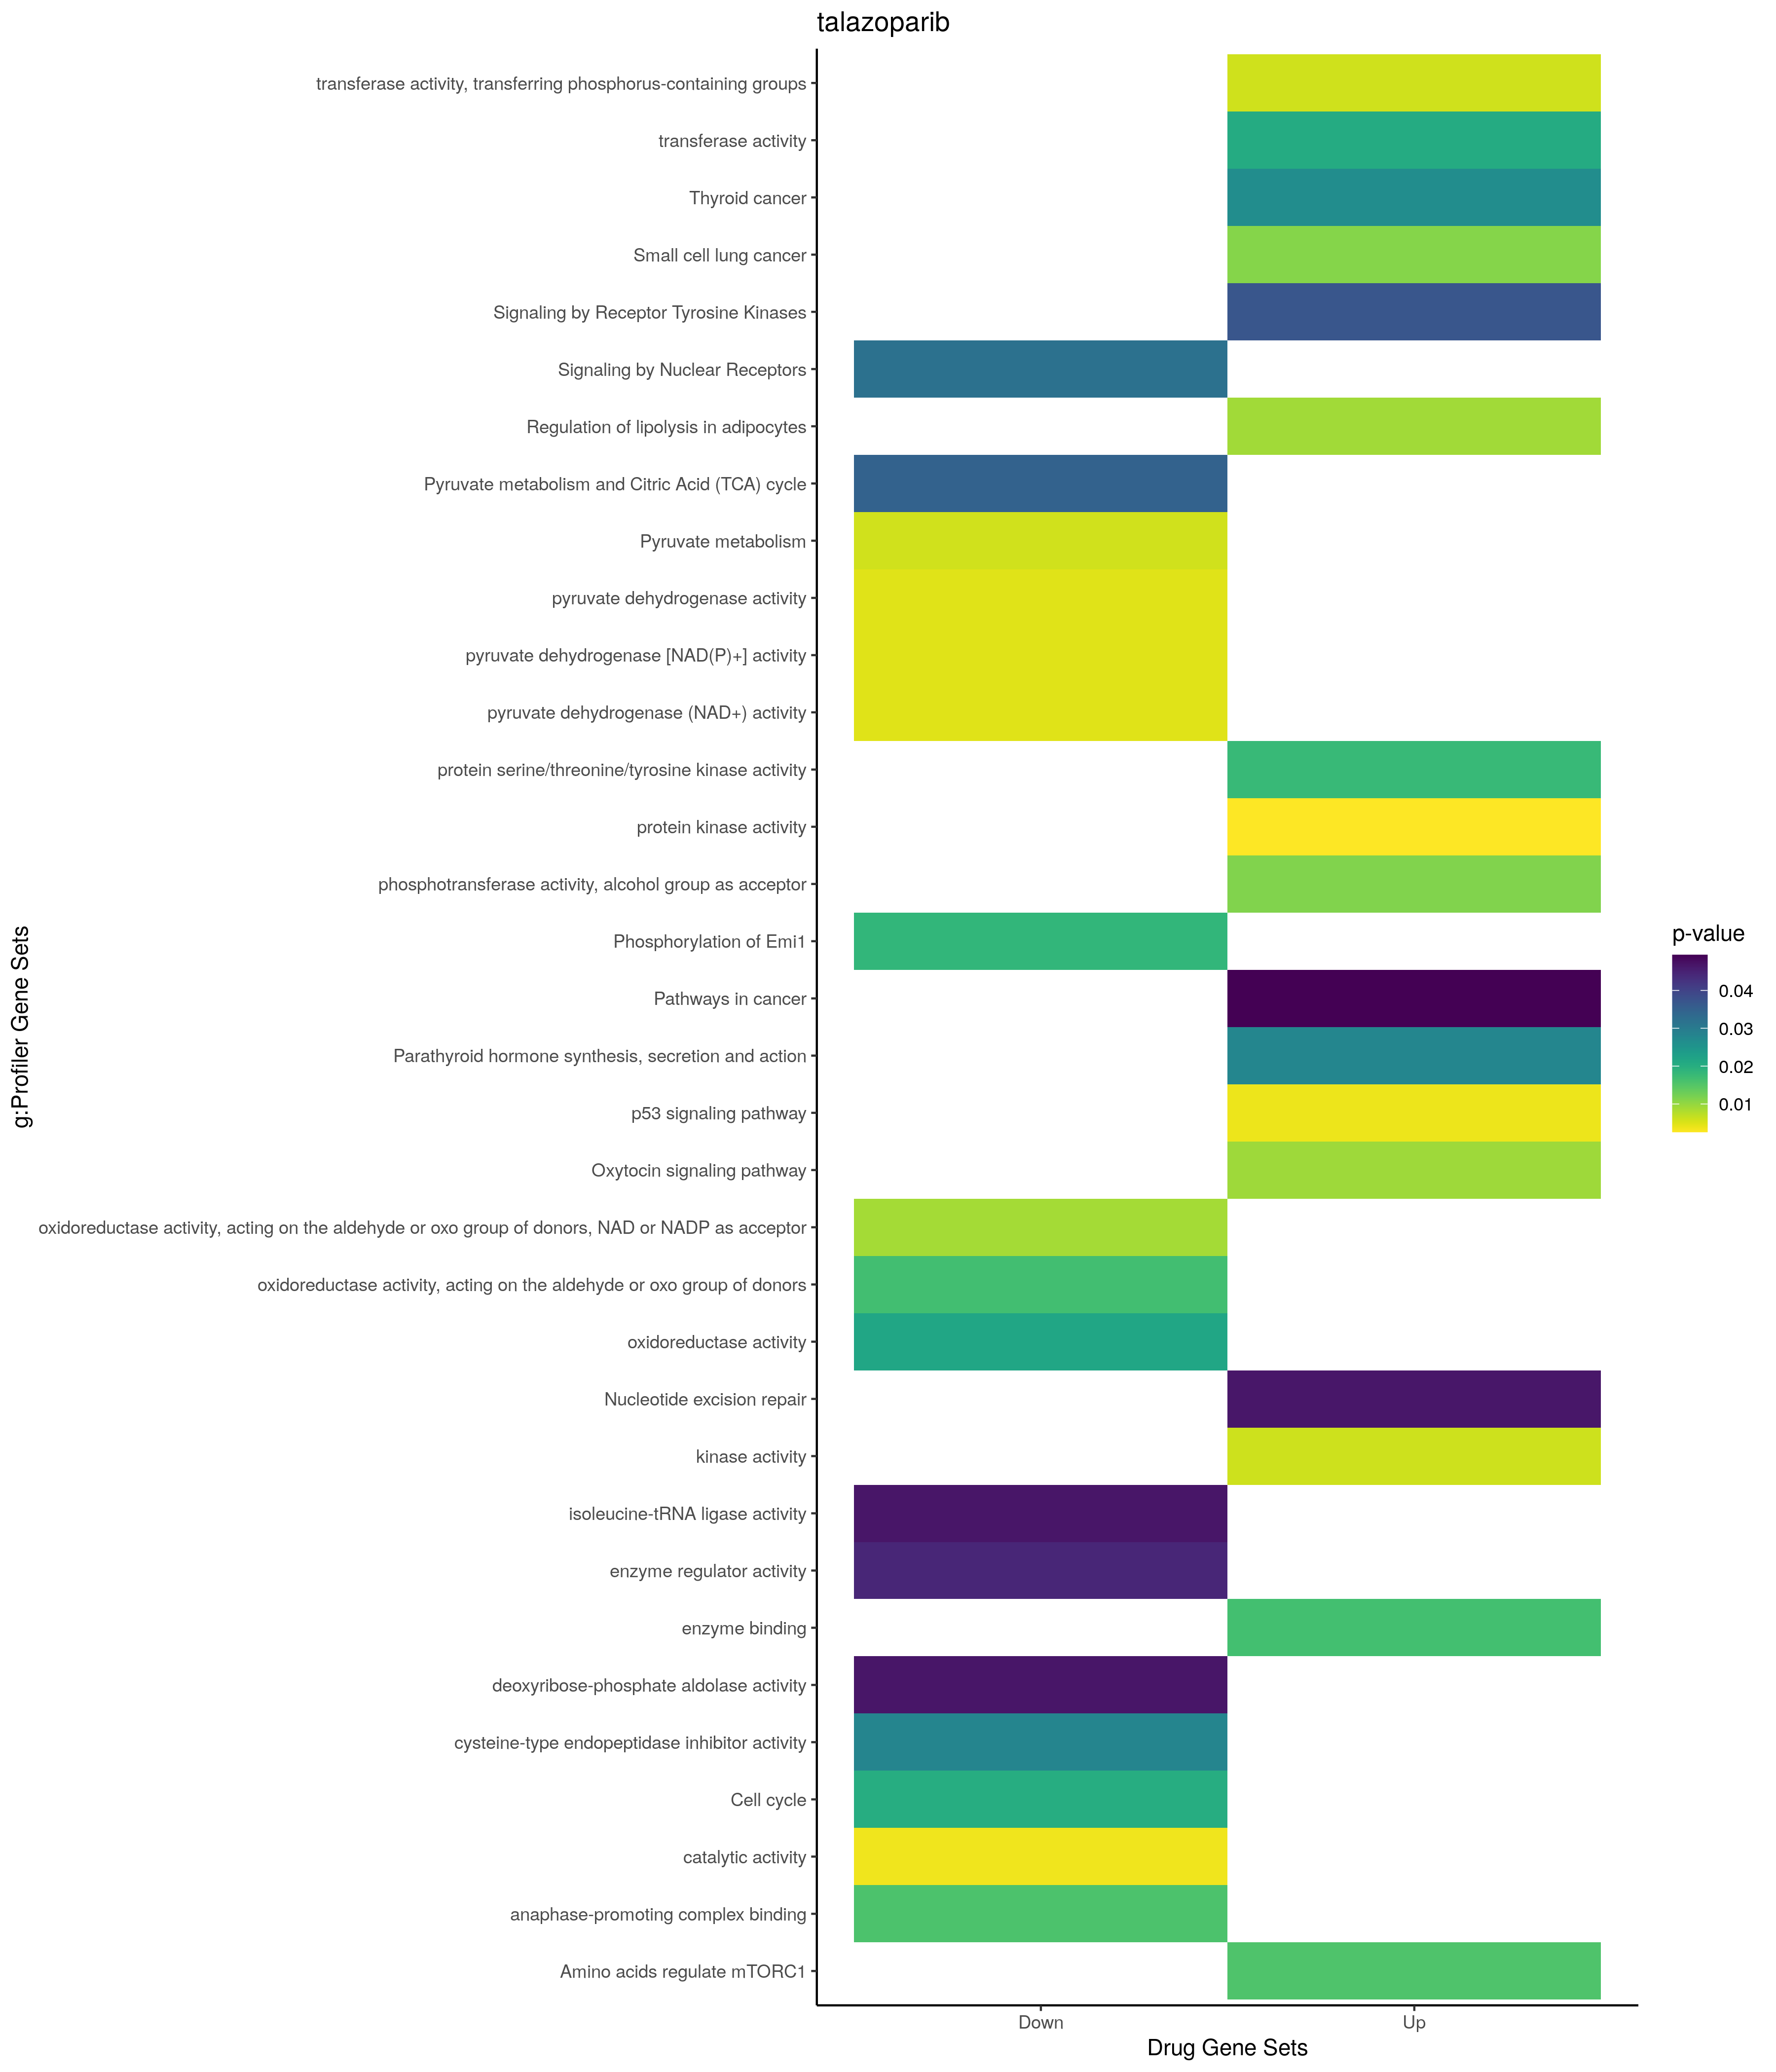 talazoparib
transferase activity, transferring phosphorus-containing groups
transferase activity
Thyroid cancer
Small cell lung cancer
Signaling by Receptor Tyrosine Kinases
Signaling by Nuclear Receptors
Regulation of lipolysis in adipocytes
Pyruvate metabolism and Citric Acid (TCA) cycle
Pyruvate metabolism
pyruvate dehydrogenase activity
pyruvate dehydrogenase [NAD(P)+] activity
pyruvate dehydrogenase (NAD+) activity
protein serine/threonine/tyrosine kinase activity
protein kinase activity
phosphotransferase activity, alcohol group as acceptor
Phosphorylation of Emi1
Pathways in cancer
Parathyroid hormone synthesis, secretion and action
p53 signaling pathway
Oxytocin signaling pathway
oxidoreductase activity, acting on the aldehyde or oxo group of donors, NAD or NADP as acceptor
oxidoreductase activity, acting on the aldehyde or oxo group of donors
oxidoreductase activity
Nucleotide excision repair
kinase activity
isoleucine-tRNA ligase activity
enzyme regulator activity
enzyme binding
deoxyribose-phosphate aldolase activity
cysteine-type endopeptidase inhibitor activity
Cell cycle
catalytic activity
anaphase-promoting complex binding
Amino acids regulate mTORC1
g:Profiler Gene Sets
Down
Up
Drug Gene Sets
p-value
0.04
0.03
0.02
0.01